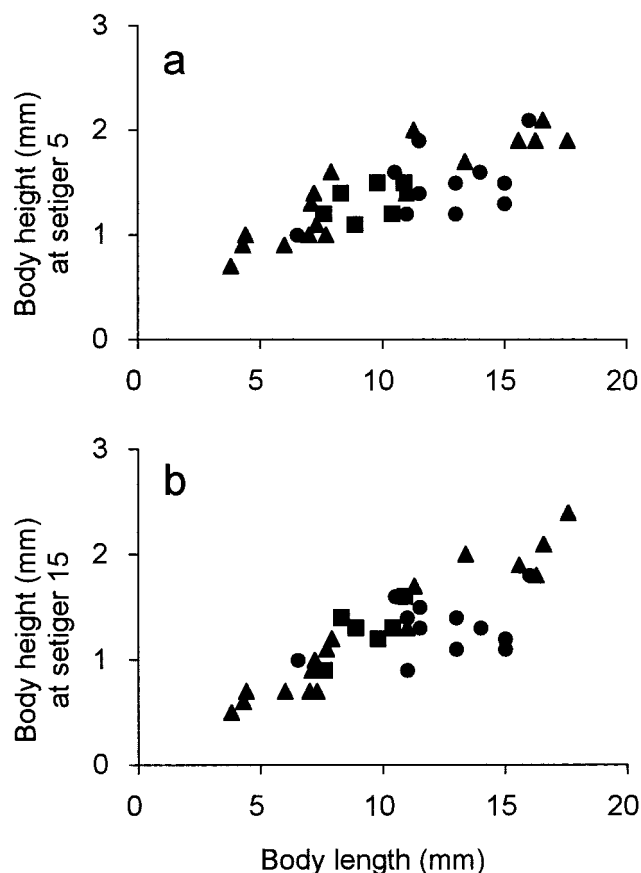 a
3
2
1
0
Body height (mm)
at setiger 5
0 5 10 15 20
b
3
2
1
0
Body height (mm)
at setiger 15
0 5 10 15 20
Body length (mm)